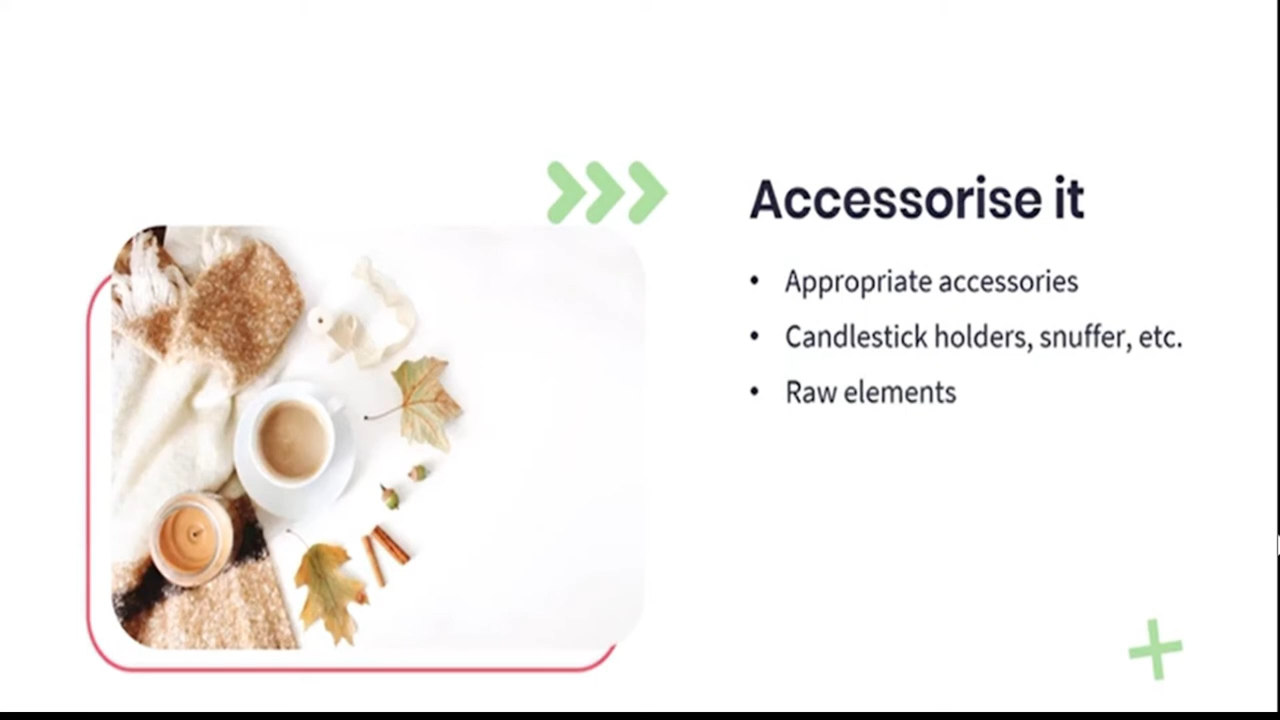 Accessorise it
• Appropriate accessories
• Candlestick holders, snuffer, etc.
• Raw elements